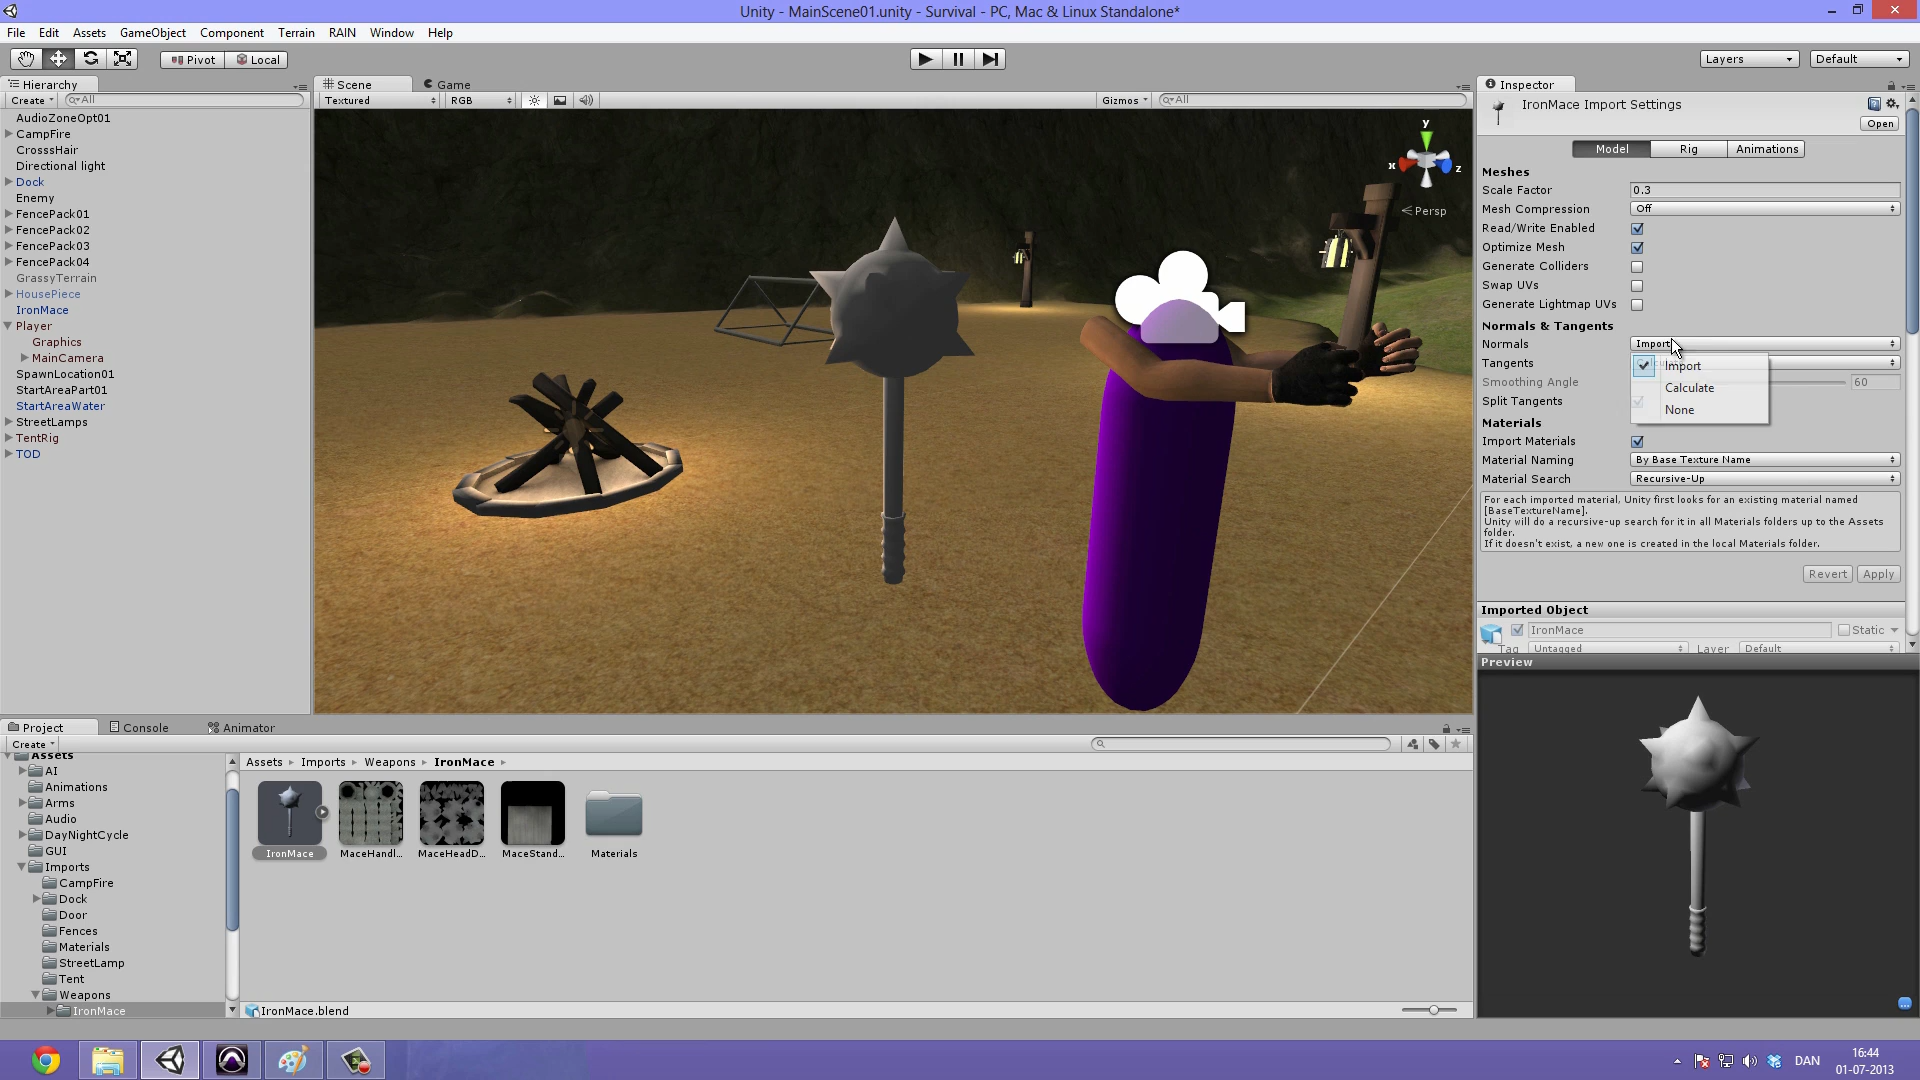 Unity - MainScene01.unity - Survival - PC, Mac & Linux Standalone*
File Edit Assets GameObject Component Terrain RAIN Window Help
Pivot Local Layers Default
Hierarchy
Create All
AudioZoneOpt01
CampFire
CrosssHair
Directional light
Dock
Enemy
FencePack01
FencePack02
FencePack03
FencePack04
GrassyTerrain
HousePiece
IronMace
Player
Graphics
MainCamera
SpawnLocation01
StartAreaPart01
StartAreaWater
StreetLamps
TentRig
TOD
Scene Game
Textured RGB Gizmos All
y
x
z
Persp
Inspector
IronMace Import Settings
Open
Model Rig Animations
Meshes
Scale Factor 0.3
Mesh Compression Off
Read/Write Enabled
Optimize Mesh
Generate Colliders
Swap UVs
Generate Lightmap UVs
Normals & Tangents
Normals Import
Tangents
Import
Smoothing Angle 60
Calculate
Split Tangents
None
Materials
Import Materials
Material Naming By Base Texture Name
Material Search Recursive-Up
For each imported material, Unity first looks for an existing material named
[BaseTextureName].
Unity will do a recursive-up search for it in all Materials folders up to the Assets
folder.
If it doesn't exist, a new one is created in the local Materials folder.
Revert Apply
Imported Object
IronMace Static
Tag Untagged Layer Default
Preview
Project Console Animator
Create
Assets
AI
Animations
Arms
Audio
DayNightCycle
GUI
Imports
CampFire
Dock
Door
Fences
Materials
StreetLamp
Tent
Weapons
IronMace
Assets Imports Weapons IronMace
IronMace MaceHandl... MaceHeadD... MaceStand... Materials
IronMace.blend
DAN
16:44
01-07-2013